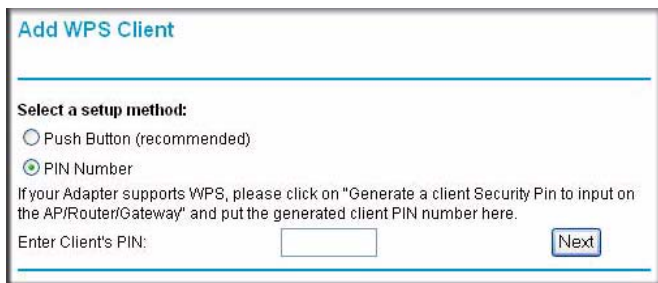 Add WPS Client
Select a setup method:
Push Button (recommended)
PIN Number
If your Adapter supports WPS, please click on "Generate a client Security Pin to input on
the AP/Router/Gateway" and put the generated client PIN number here.
Enter Client's PIN: Next